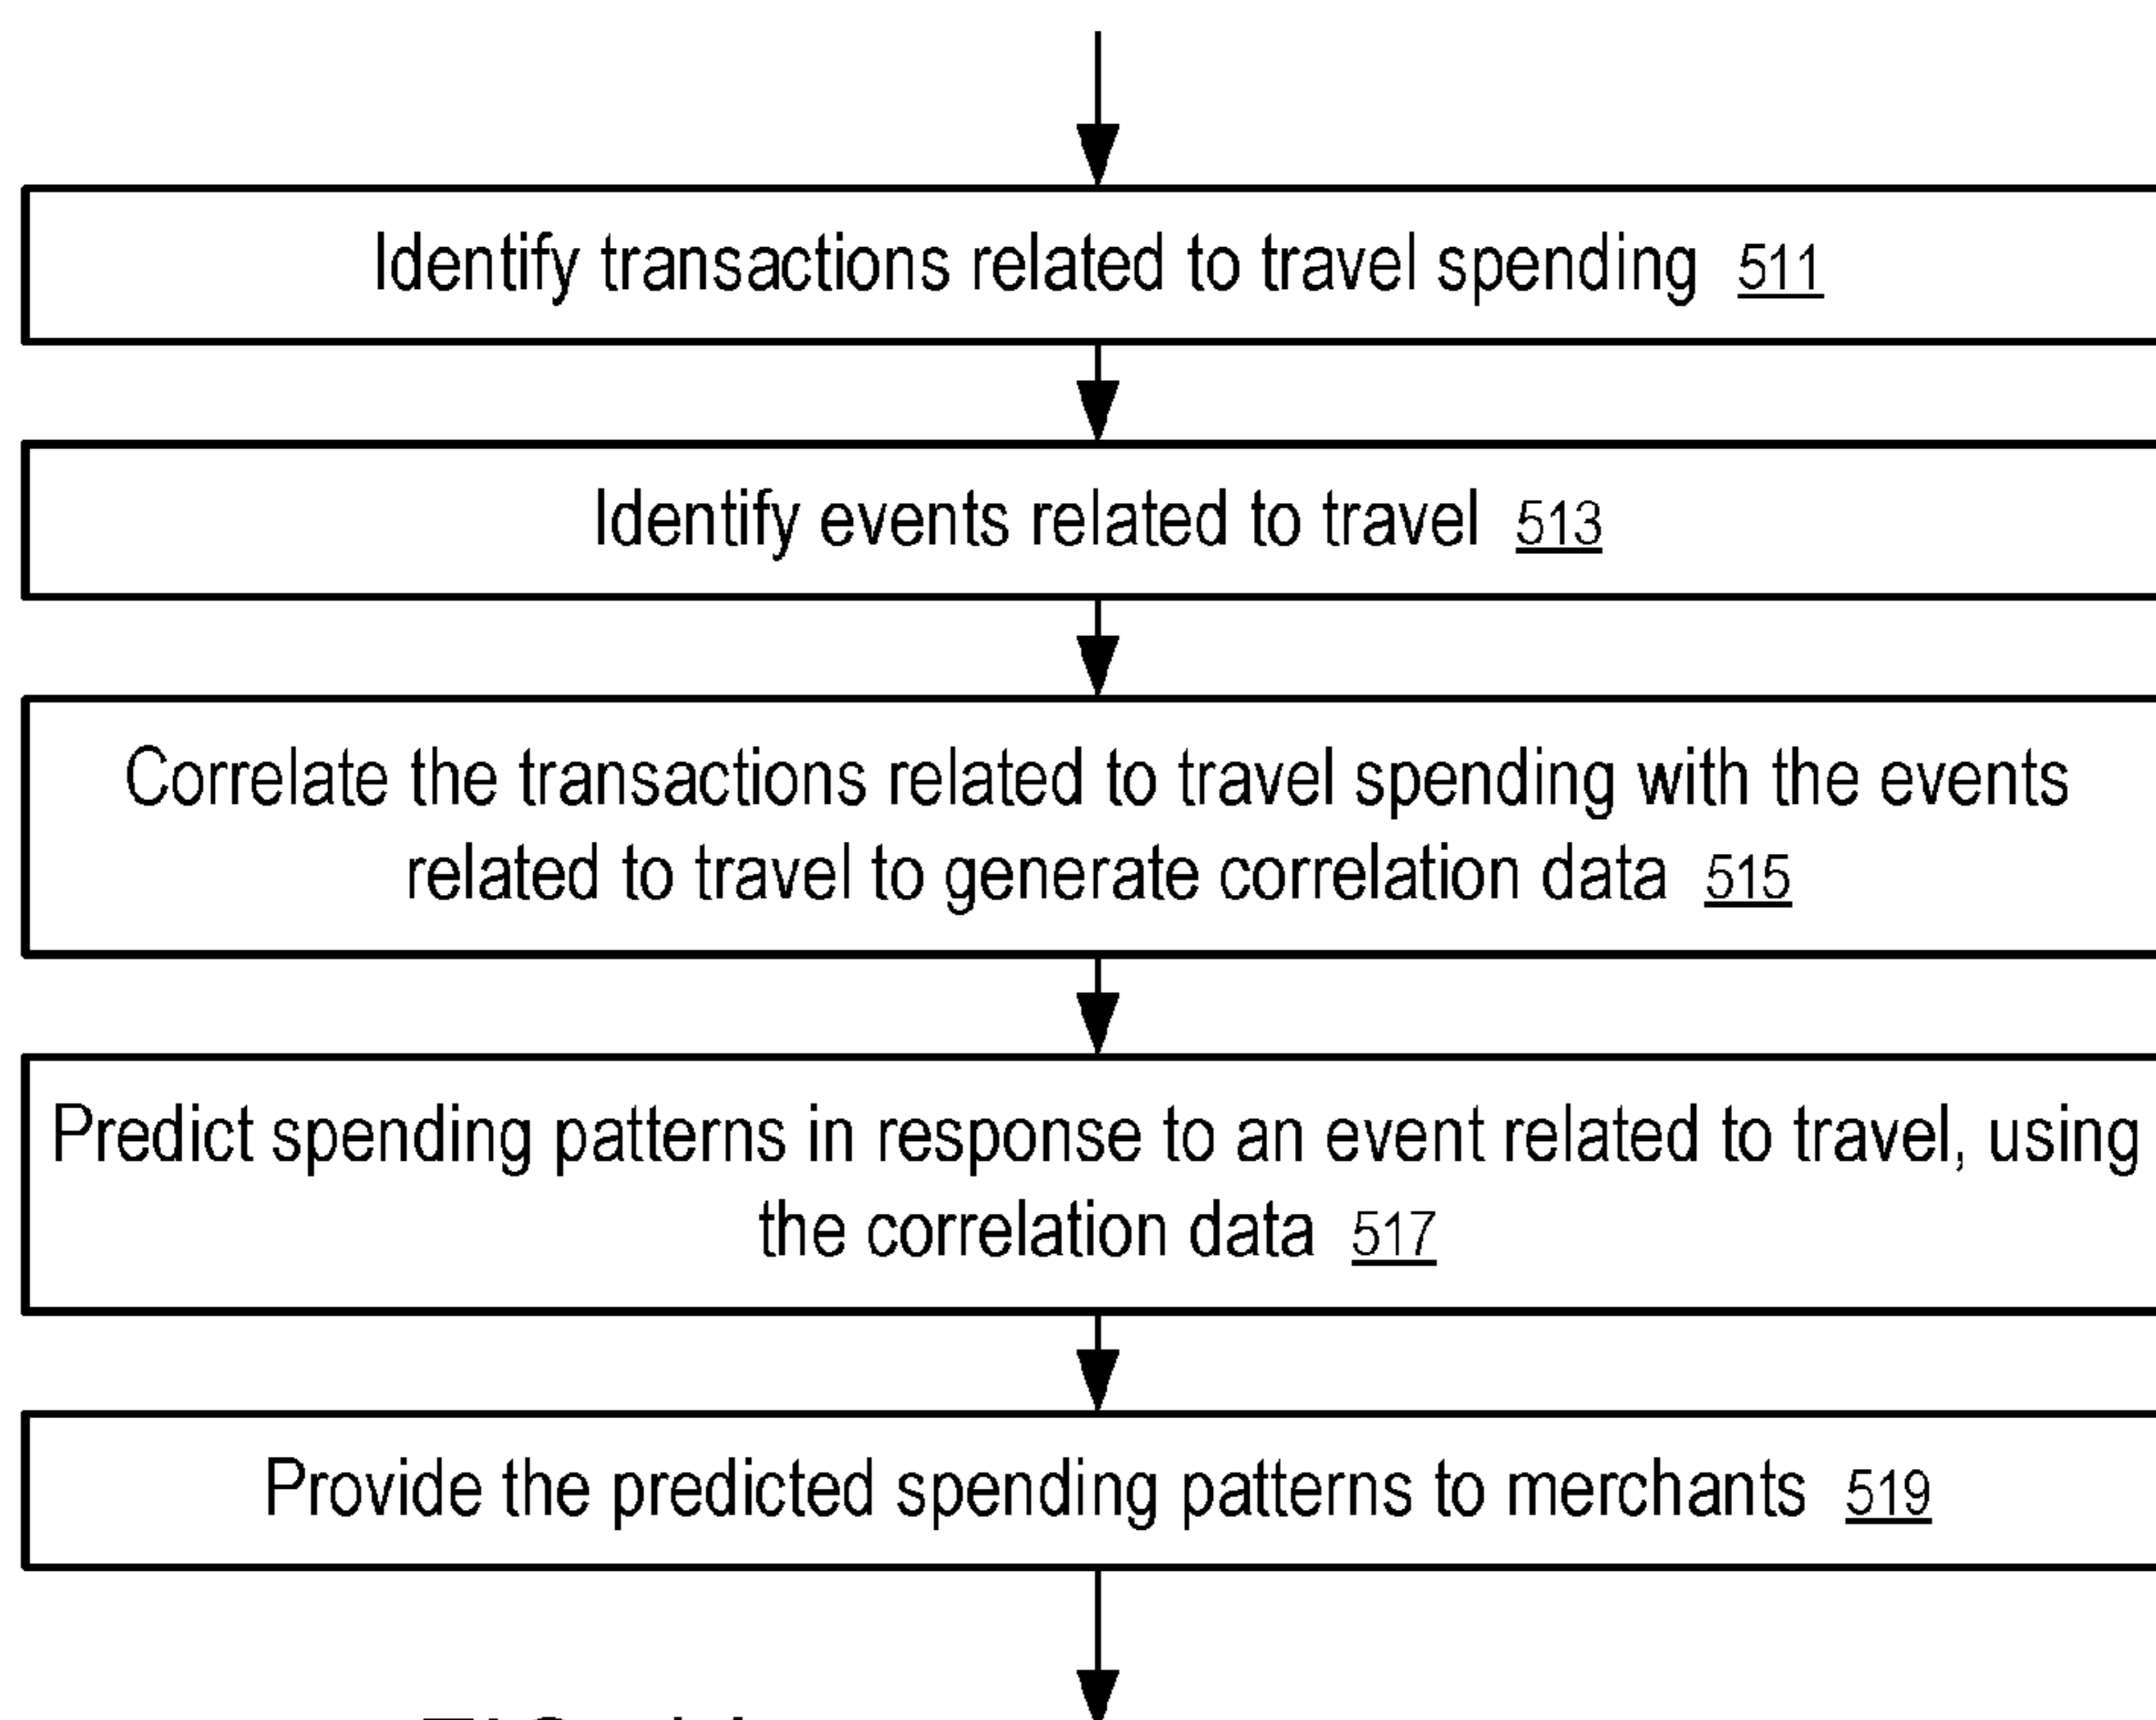 Identify transactions related to travel spending 511
Identify events related to travel 513
Correlate the transactions related to travel spending with the events
related to travel to generate correlation data 515
Predict spending patterns in response to an event related to travel, using
the correlation data 517
Provide the predicted spending patterns to merchants 519